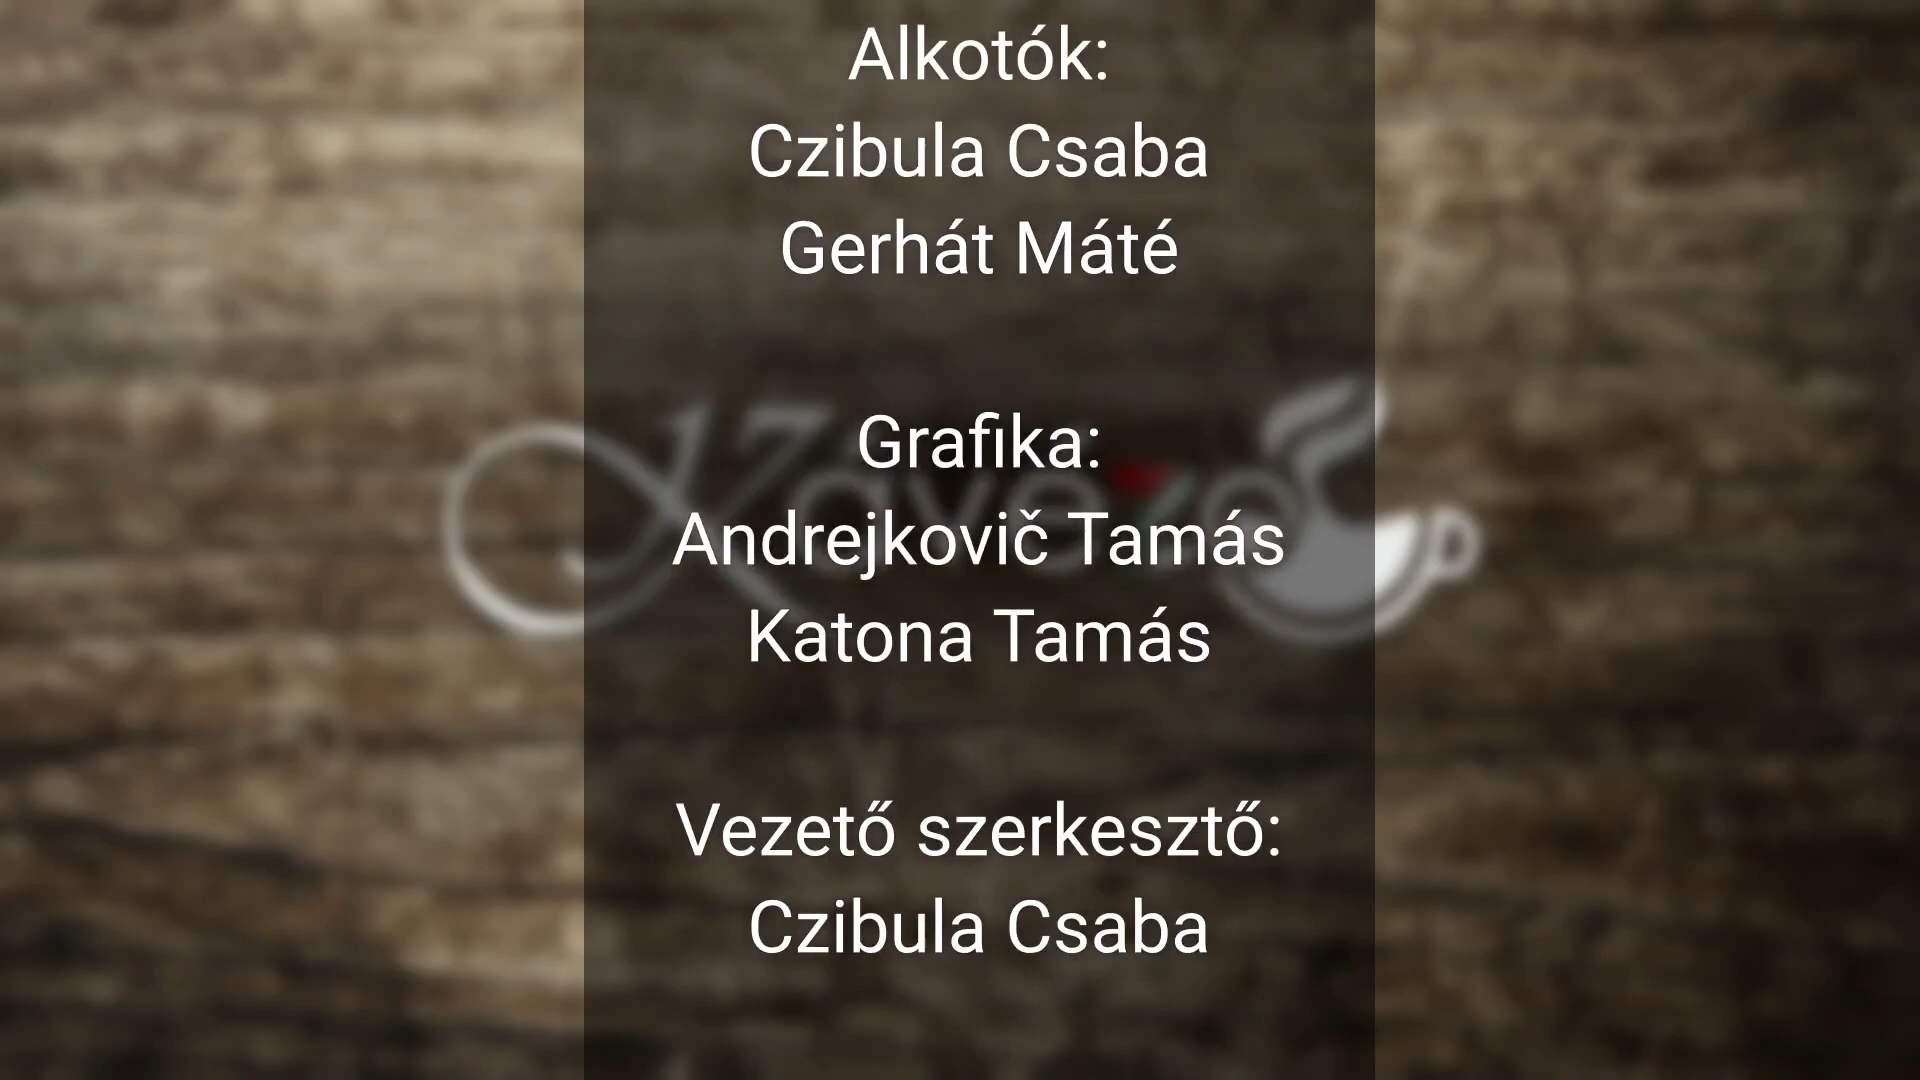 Alkotók:
Czibula Csaba
Gerhát Máté
Grafika:
Andrejkovič Tamás
Katona Tamás
Vezető szerkesztő:
Czibula Csaba